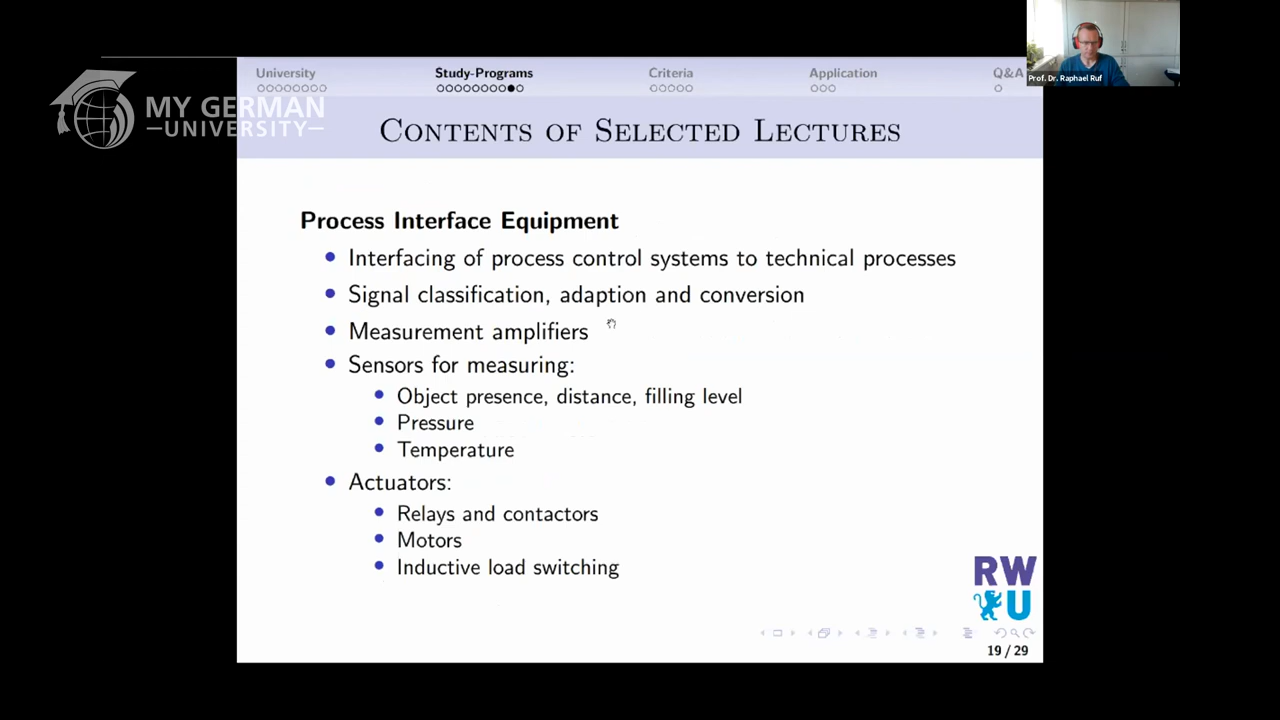 Prof. Dr. Raphael Ruf
University Study-Programs Criteria Application Q&A
MY GERMAN
UNIVERSITY
Contents of Selected Lectures
Process Interface Equipment
Interfacing of process control systems to technical processes
Signal classification, adaption and conversion
Measurement amplifiers
Sensors for measuring:
Object presence, distance, filling level
Pressure
Temperature
Actuators:
Relays and contactors
Motors
Inductive load switching
RW
U
19 / 29